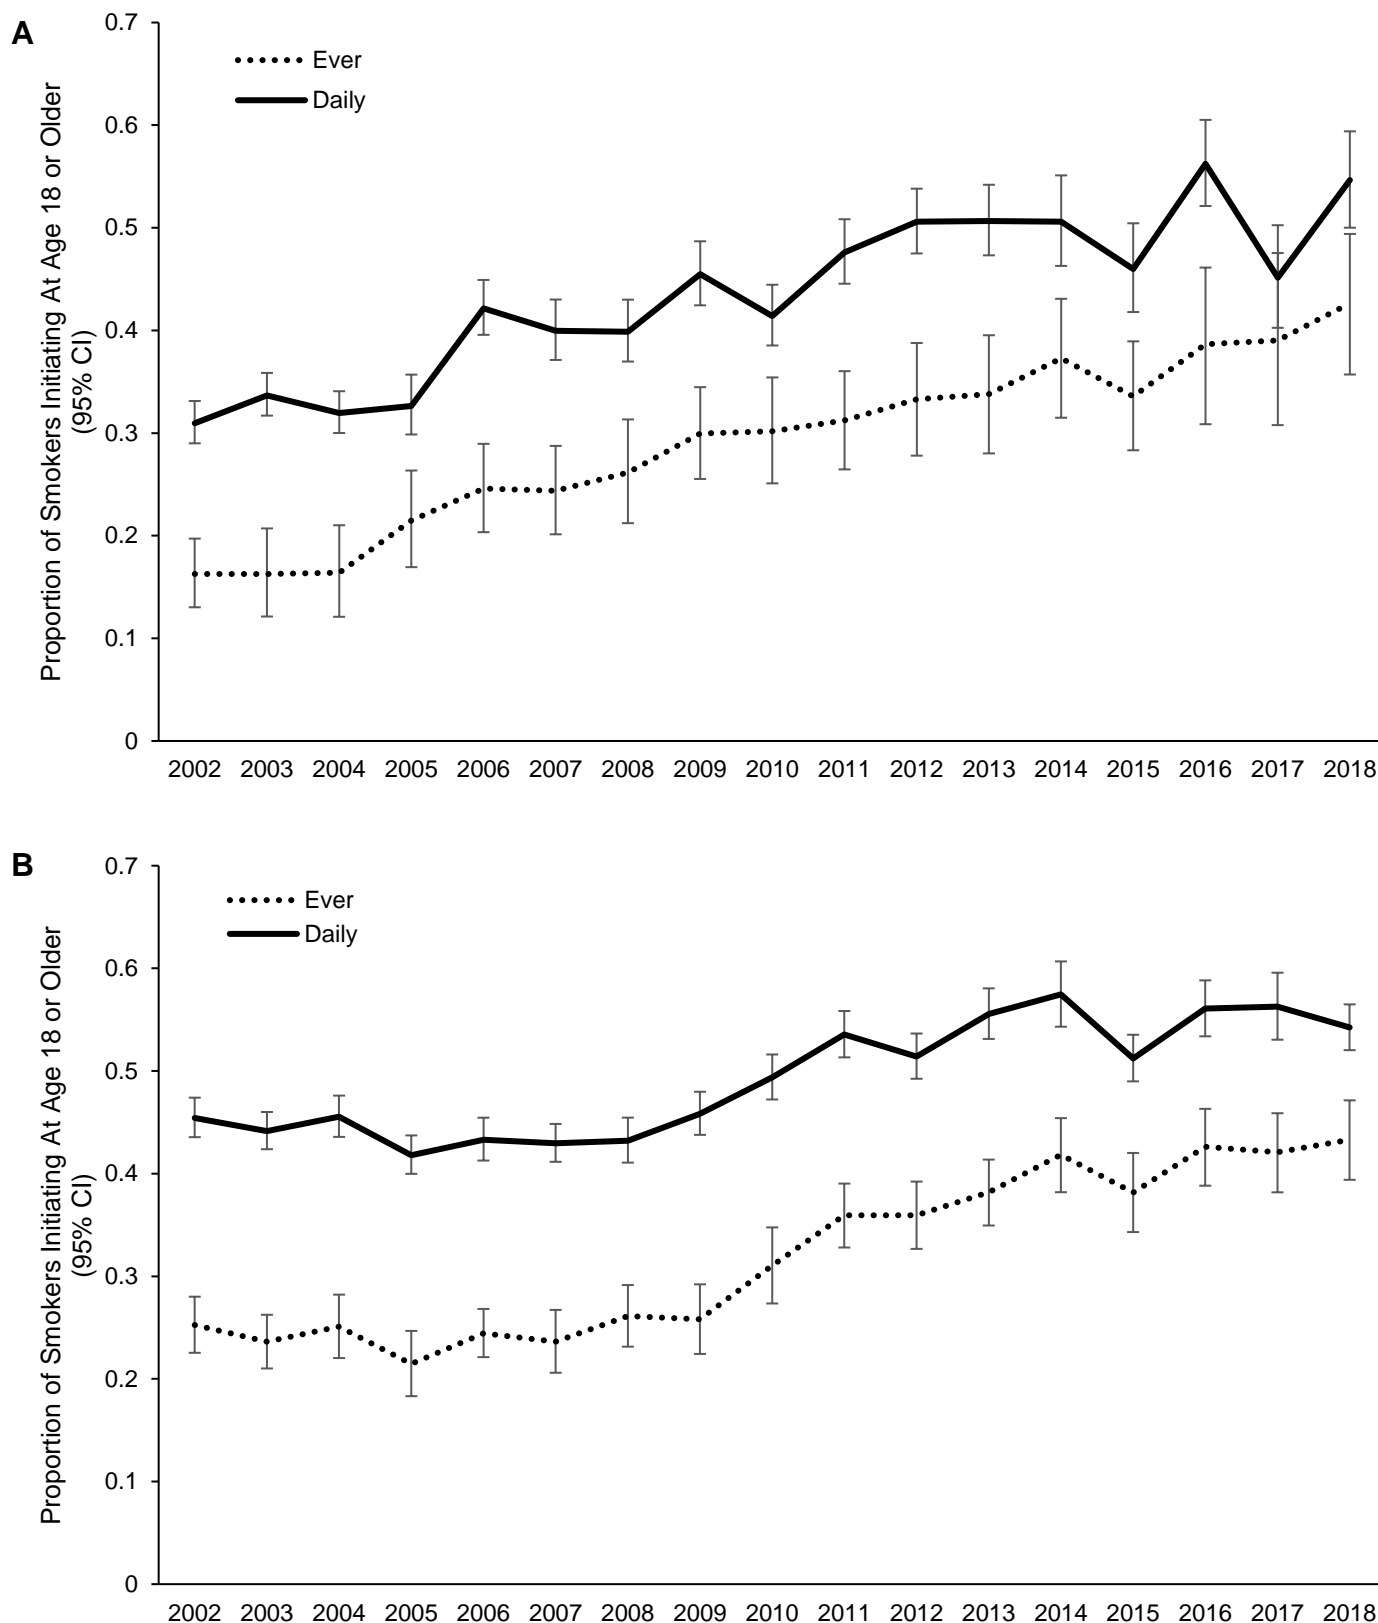 A
Proportion of Smokers Initiating At Age 18 or Older
(95% CI)
0.7
0.6
0.5
0.4
0.3
0.2
0.1
0
Ever
Daily
2002 2003 2004 2005 2006 2007 2008 2009 2010 2011 2012 2013 2014 2015 2016 2017 2018
B
Proportion of Smokers Initiating At Age 18 or Older
(95% CI)
0.7
0.6
0.5
0.4
0.3
0.2
0.1
0
Ever
Daily
2002 2003 2004 2005 2006 2007 2008 2009 2010 2011 2012 2013 2014 2015 2016 2017 2018